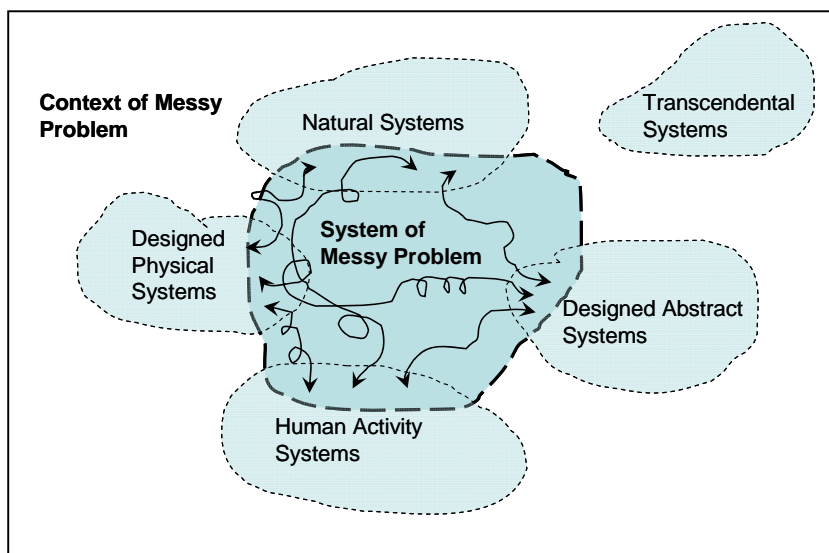 Context of Messy
Problem
Natural Systems
Transcendental
Systems
System of
Messy Problem
Designed
Physical
Systems
Designed Abstract
Systems
Human Activity
Systems